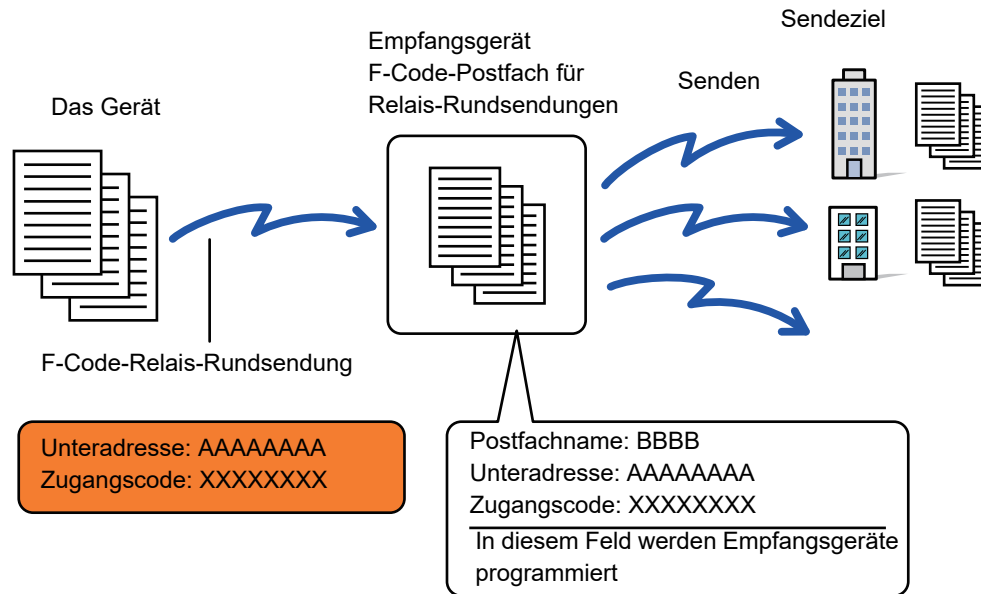 Sendeziel
Empfangsgerät
F-Code-Postfach für
Relais-Rundsendungen
Senden
Das Gerät
F-Code-Relais-Rundsendung
Unteradresse: AAAAAAAA
Zugangscode: XXXXXXXX
Postfachname: BBBB
Unteradresse: AAAAAAAA
Zugangscode: XXXXXXXX
In diesem Feld werden Empfangsgeräte
programmiert